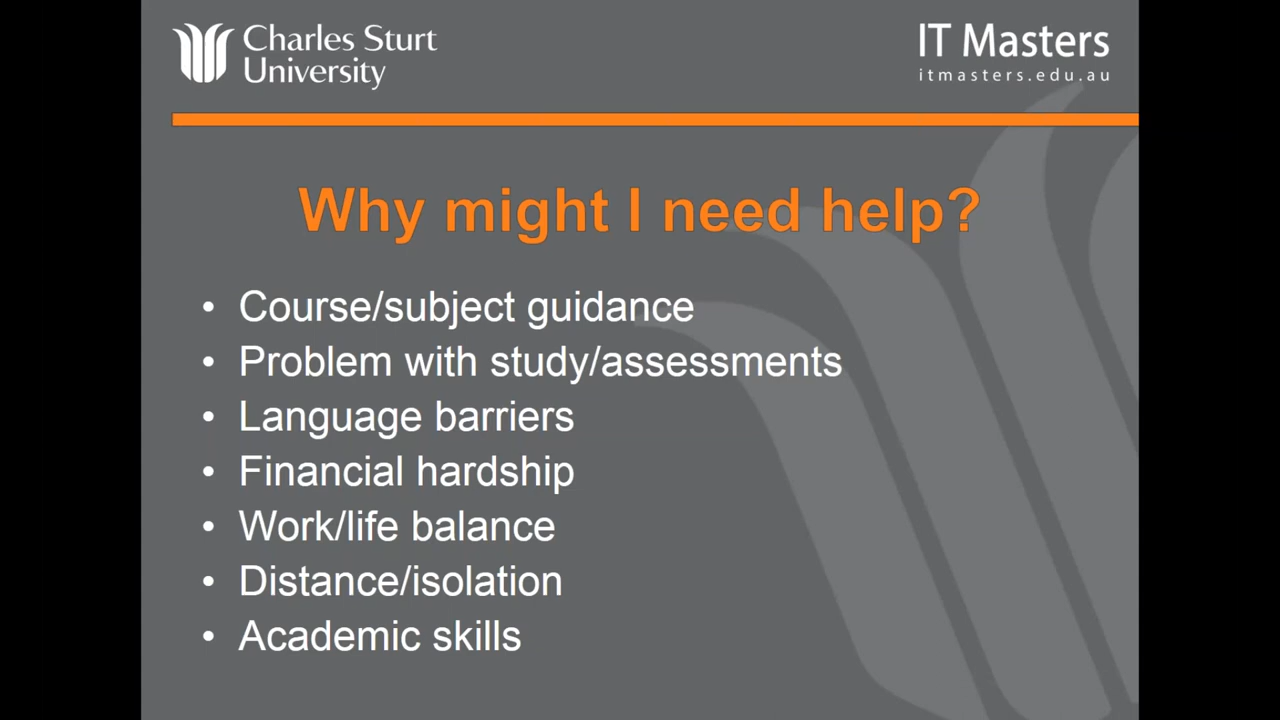 Charles Sturt
University
IT Masters
itmasters.edu.au
Why might I need help?
• Course/subject guidance
• Problem with study/assessments
• Language barriers
• Financial hardship
• Work/life balance
• Distance/isolation
• Academic skills